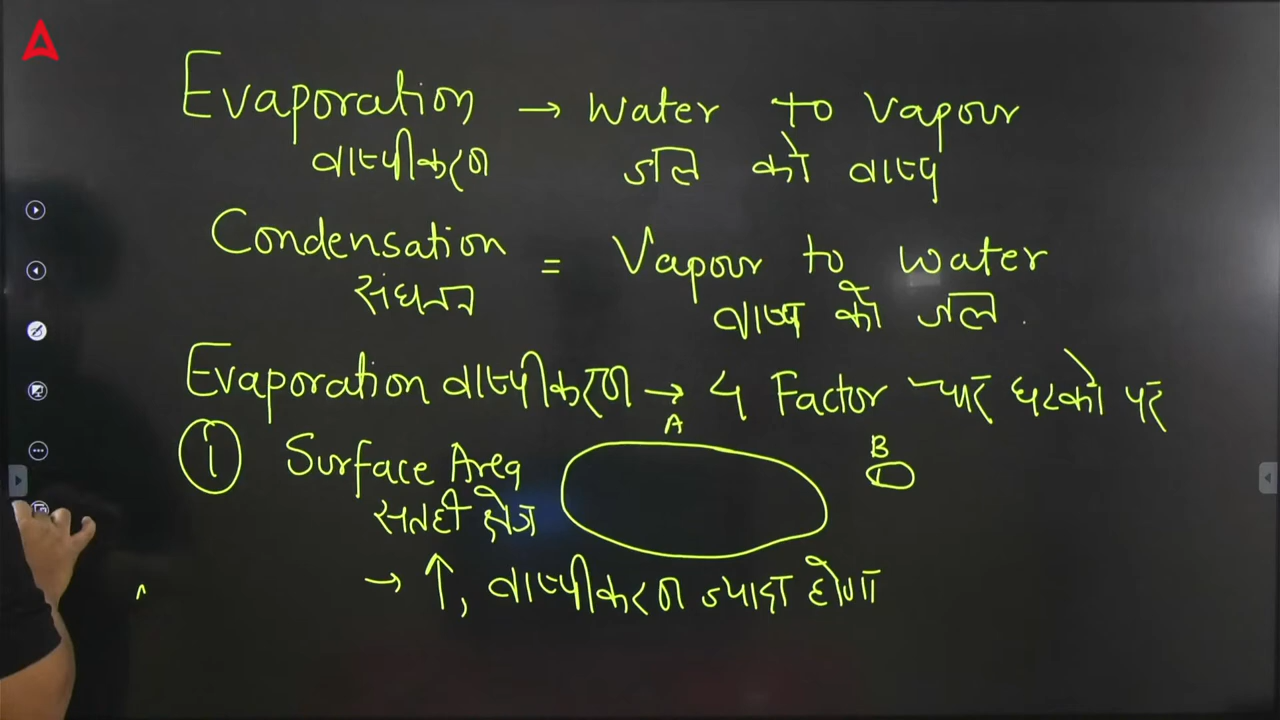 Evaporation → Water to Vapour
वाष्पीकरण जल को वाष्प
Condensation = Vapour to water
संघनन वाष्प को जल
Evaporation वाष्पीकरण → 4 Factor चार घटको पर
① Surface Area A B
सतही क्षेत्र
→ ↑, वाष्पीकरण ज्यादा होगा